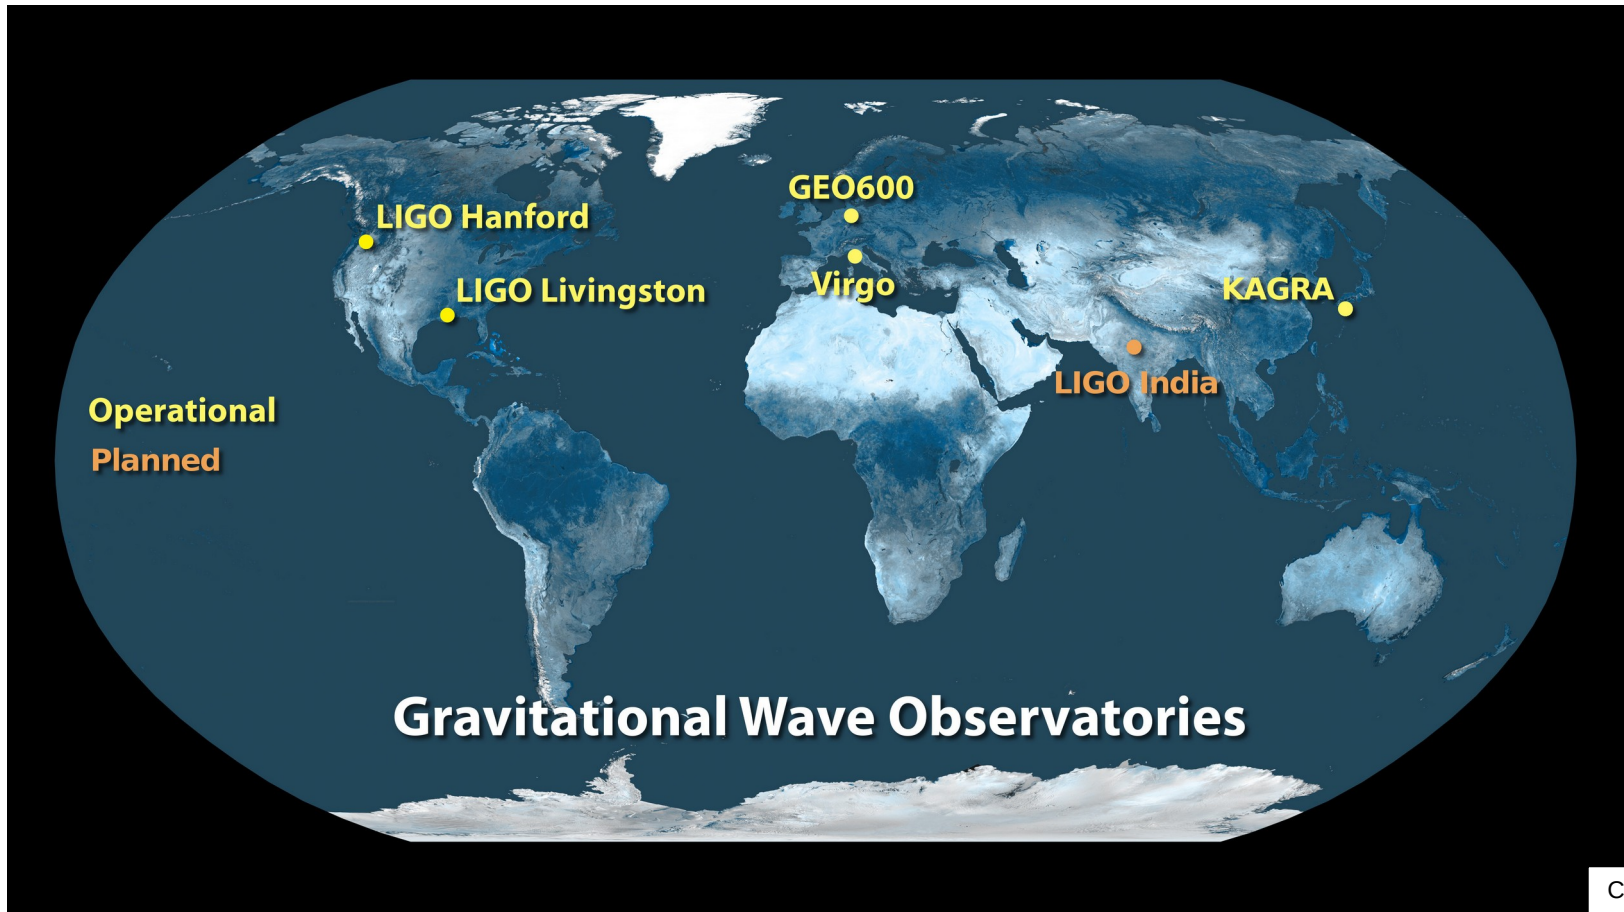 GEO600
LIGO Hanford
Virgo
LIGO Livingston
KAGRA
LIGO India
Operational
Planned
Gravitational Wave Observatories
C